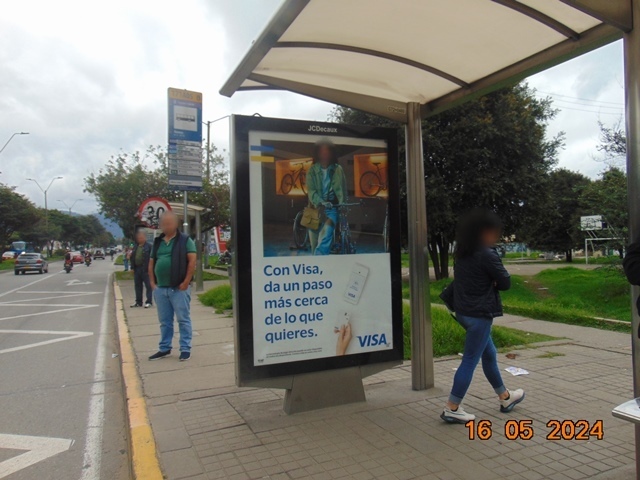 JCDecaux
30
Con Visa,
da un paso
más cerca
de lo que
quieres.
VISA
16 05 2024